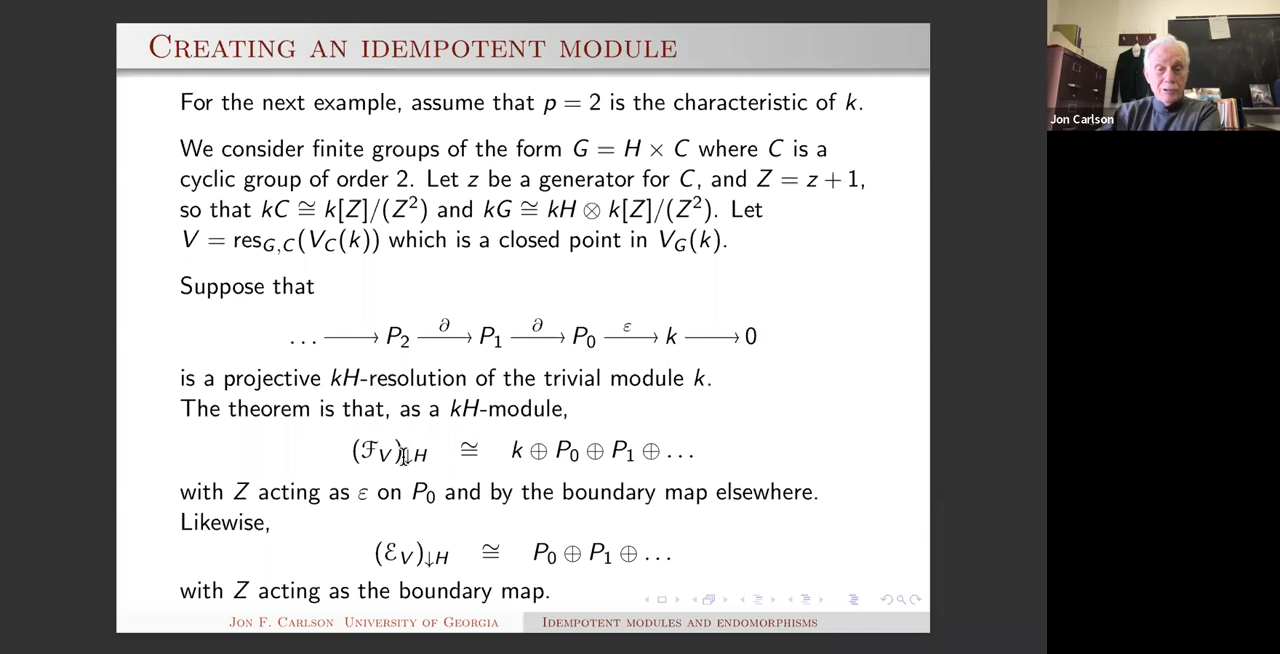 CREATING AN IDEMPOTENT MODULE
For the next example, assume that p = 2 is the characteristic of k.
We consider finite groups of the form G = H × C where C is a
cyclic group of order 2. Let z be a generator for C, and Z = z + 1,
so that kC ≅ k[Z]/(Z²) and kG ≅ kH ⊗ k[Z]/(Z²). Let
V = res_{G,C}(V_C(k)) which is a closed point in V_G(k).
Suppose that
... ⟶ P₂ ⟶^∂ P₁ ⟶^∂ P₀ ⟶^ε k ⟶ 0
is a projective kH-resolution of the trivial module k.
The theorem is that, as a kH-module,
(ℱ_V)_{↓H} ≅ k ⊕ P₀ ⊕ P₁ ⊕ ...
with Z acting as ε on P₀ and by the boundary map elsewhere.
Likewise,
(ℰ_V)_{↓H} ≅ P₀ ⊕ P₁ ⊕ ...
with Z acting as the boundary map.
JON F. CARLSON UNIVERSITY OF GEORGIA IDEMPOTENT MODULES AND ENDOMORPHISMS
Jon Carlson